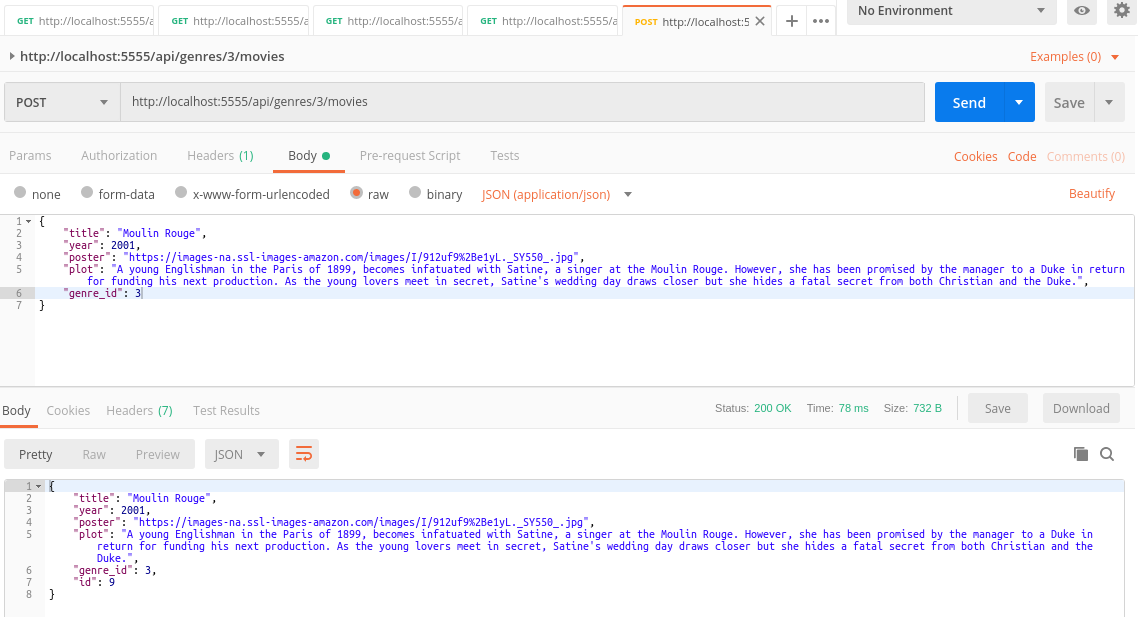 GET http://localhost:5555/a GET http://localhost:5555/a GET http://localhost:5555/a GET http://localhost:5555/a POST http://localhost:5 No Environment
http://localhost:5555/api/genres/3/movies Examples (0)
POST http://localhost:5555/api/genres/3/movies Send Save
Params Authorization Headers (1) Body Pre-request Script Tests Cookies Code Comments (0)
none form-data x-www-form-urlencoded raw binary JSON (application/json) Beautify
1 {
2 "title": "Moulin Rouge",
3 "year": 2001,
4 "poster": "https://images-na.ssl-images-amazon.com/images/I/912uf9%2Be1yL._SY550_.jpg",
5 "plot": "A young Englishman in the Paris of 1899, becomes infatuated with Satine, a singer at the Moulin Rouge. However, she has been promised by the manager to a Duke in return
for funding his next production. As the young lovers meet in secret, Satine's wedding day draws closer but she hides a fatal secret from both Christian and the Duke.",
6 "genre_id": 3
7 }
Body Cookies Headers (7) Test Results Status: 200 OK Time: 78 ms Size: 732 B Save Download
Pretty Raw Preview JSON
1 {
2 "title": "Moulin Rouge",
3 "year": 2001,
4 "poster": "https://images-na.ssl-images-amazon.com/images/I/912uf9%2Be1yL._SY550_.jpg",
5 "plot": "A young Englishman in the Paris of 1899, becomes infatuated with Satine, a singer at the Moulin Rouge. However, she has been promised by the manager to a Duke in
return for funding his next production. As the young lovers meet in secret, Satine's wedding day draws closer but she hides a fatal secret from both Christian and the
Duke.",
6 "genre_id": 3,
7 "id": 9
8 }